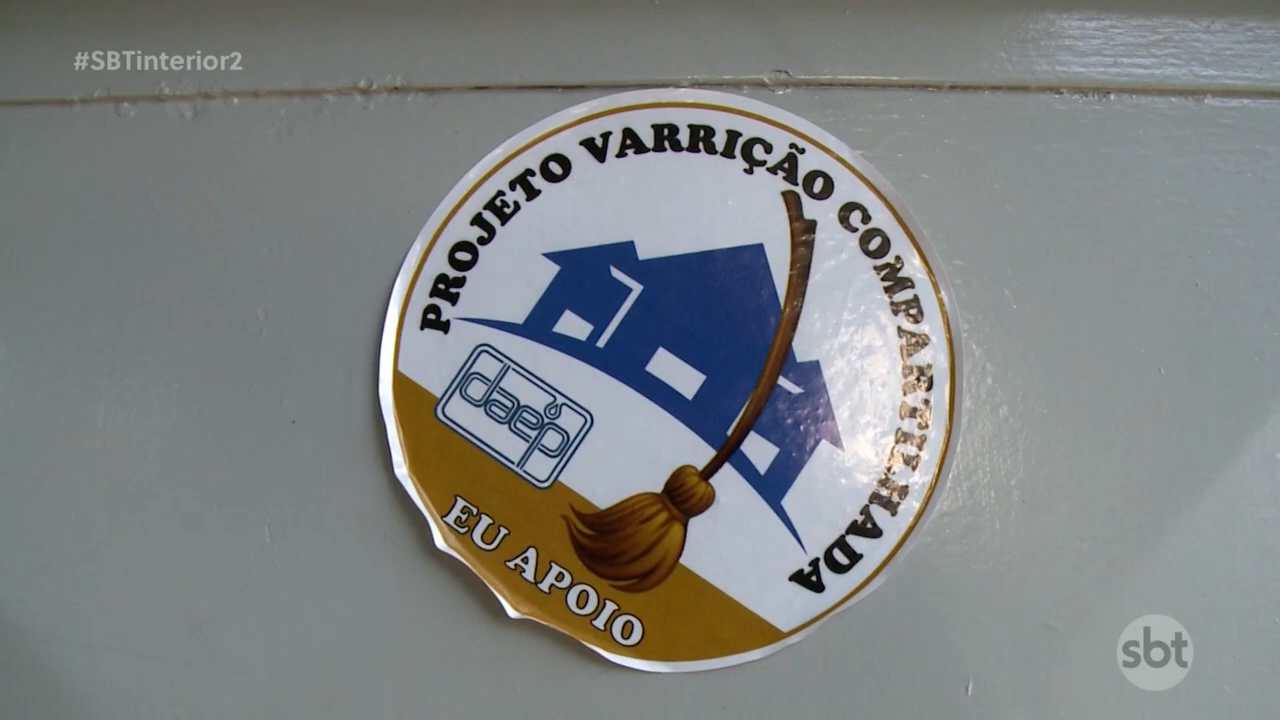 #SBTinterior2
PROJETO VARRIÇÃO COMPARTILHADA
daep
EU APOIO
sbt